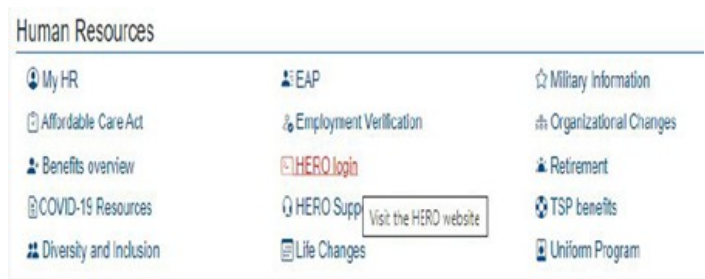 Human Resources
My HR
EAP
Military Information
Affordable Care Act
Employment Verification
Organizational Changes
Benefits overview
HERO login
Retirement
COVID-19 Resources
HERO Supp
Visit the HERO website
TSP benefits
Diversity and Inclusion
Life Changes
Uniform Program